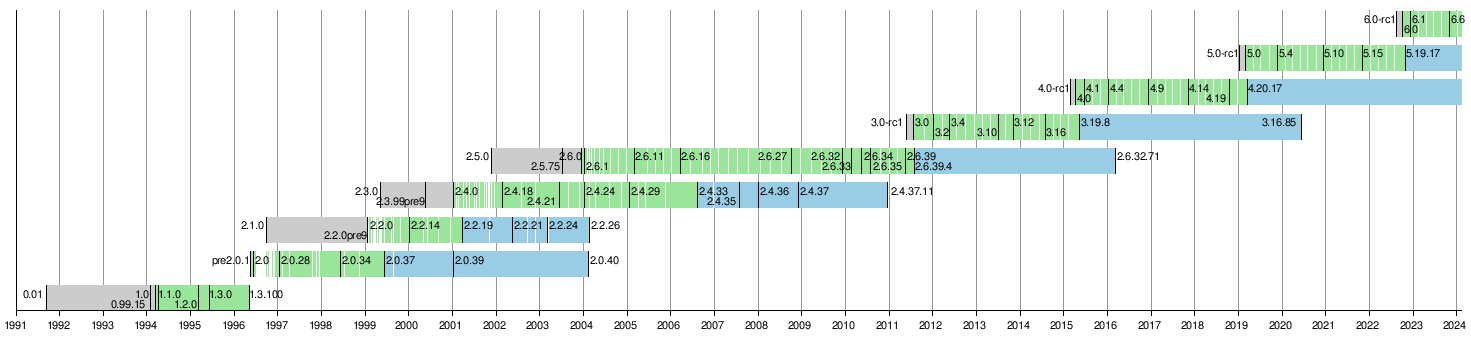 6.0-rc1 6.1 6.6
6.0
5.0-rc1 5.0 5.4 5.10 5.15 5.19.17
4.0-rc1 4.1 4.4 4.9 4.14 4.20.17
4.0 4.19
3.0-rc1 3.0 3.4 3.12 3.19.8 3.16.85
3.2 3.10 3.16
2.5.0 2.6.0 2.6.11 2.6.16 2.6.27 2.6.32 2.6.34 2.6.39 2.6.32.71
2.5.75 2.6.1 2.6.33 2.6.35 2.6.39.4
2.3.0 2.4.0 2.4.18 2.4.24 2.4.29 2.4.33 2.4.36 2.4.37 2.4.37.11
2.3.99pre9 2.4.21 2.4.35
2.1.0 2.2.0 2.2.14 2.2.19 2.2.21 2.2.24 2.2.26
2.2.0pre9
pre2.0.1 2.0 2.0.28 2.0.34 2.0.37 2.0.39 2.0.40
0.01 1.0 1.1.0 1.3.0 1.3.100
0.99.15 1.2.0
1991 1992 1993 1994 1995 1996 1997 1998 1999 2000 2001 2002 2003 2004 2005 2006 2007 2008 2009 2010 2011 2012 2013 2014 2015 2016 2017 2018 2019 2020 2021 2022 2023 2024